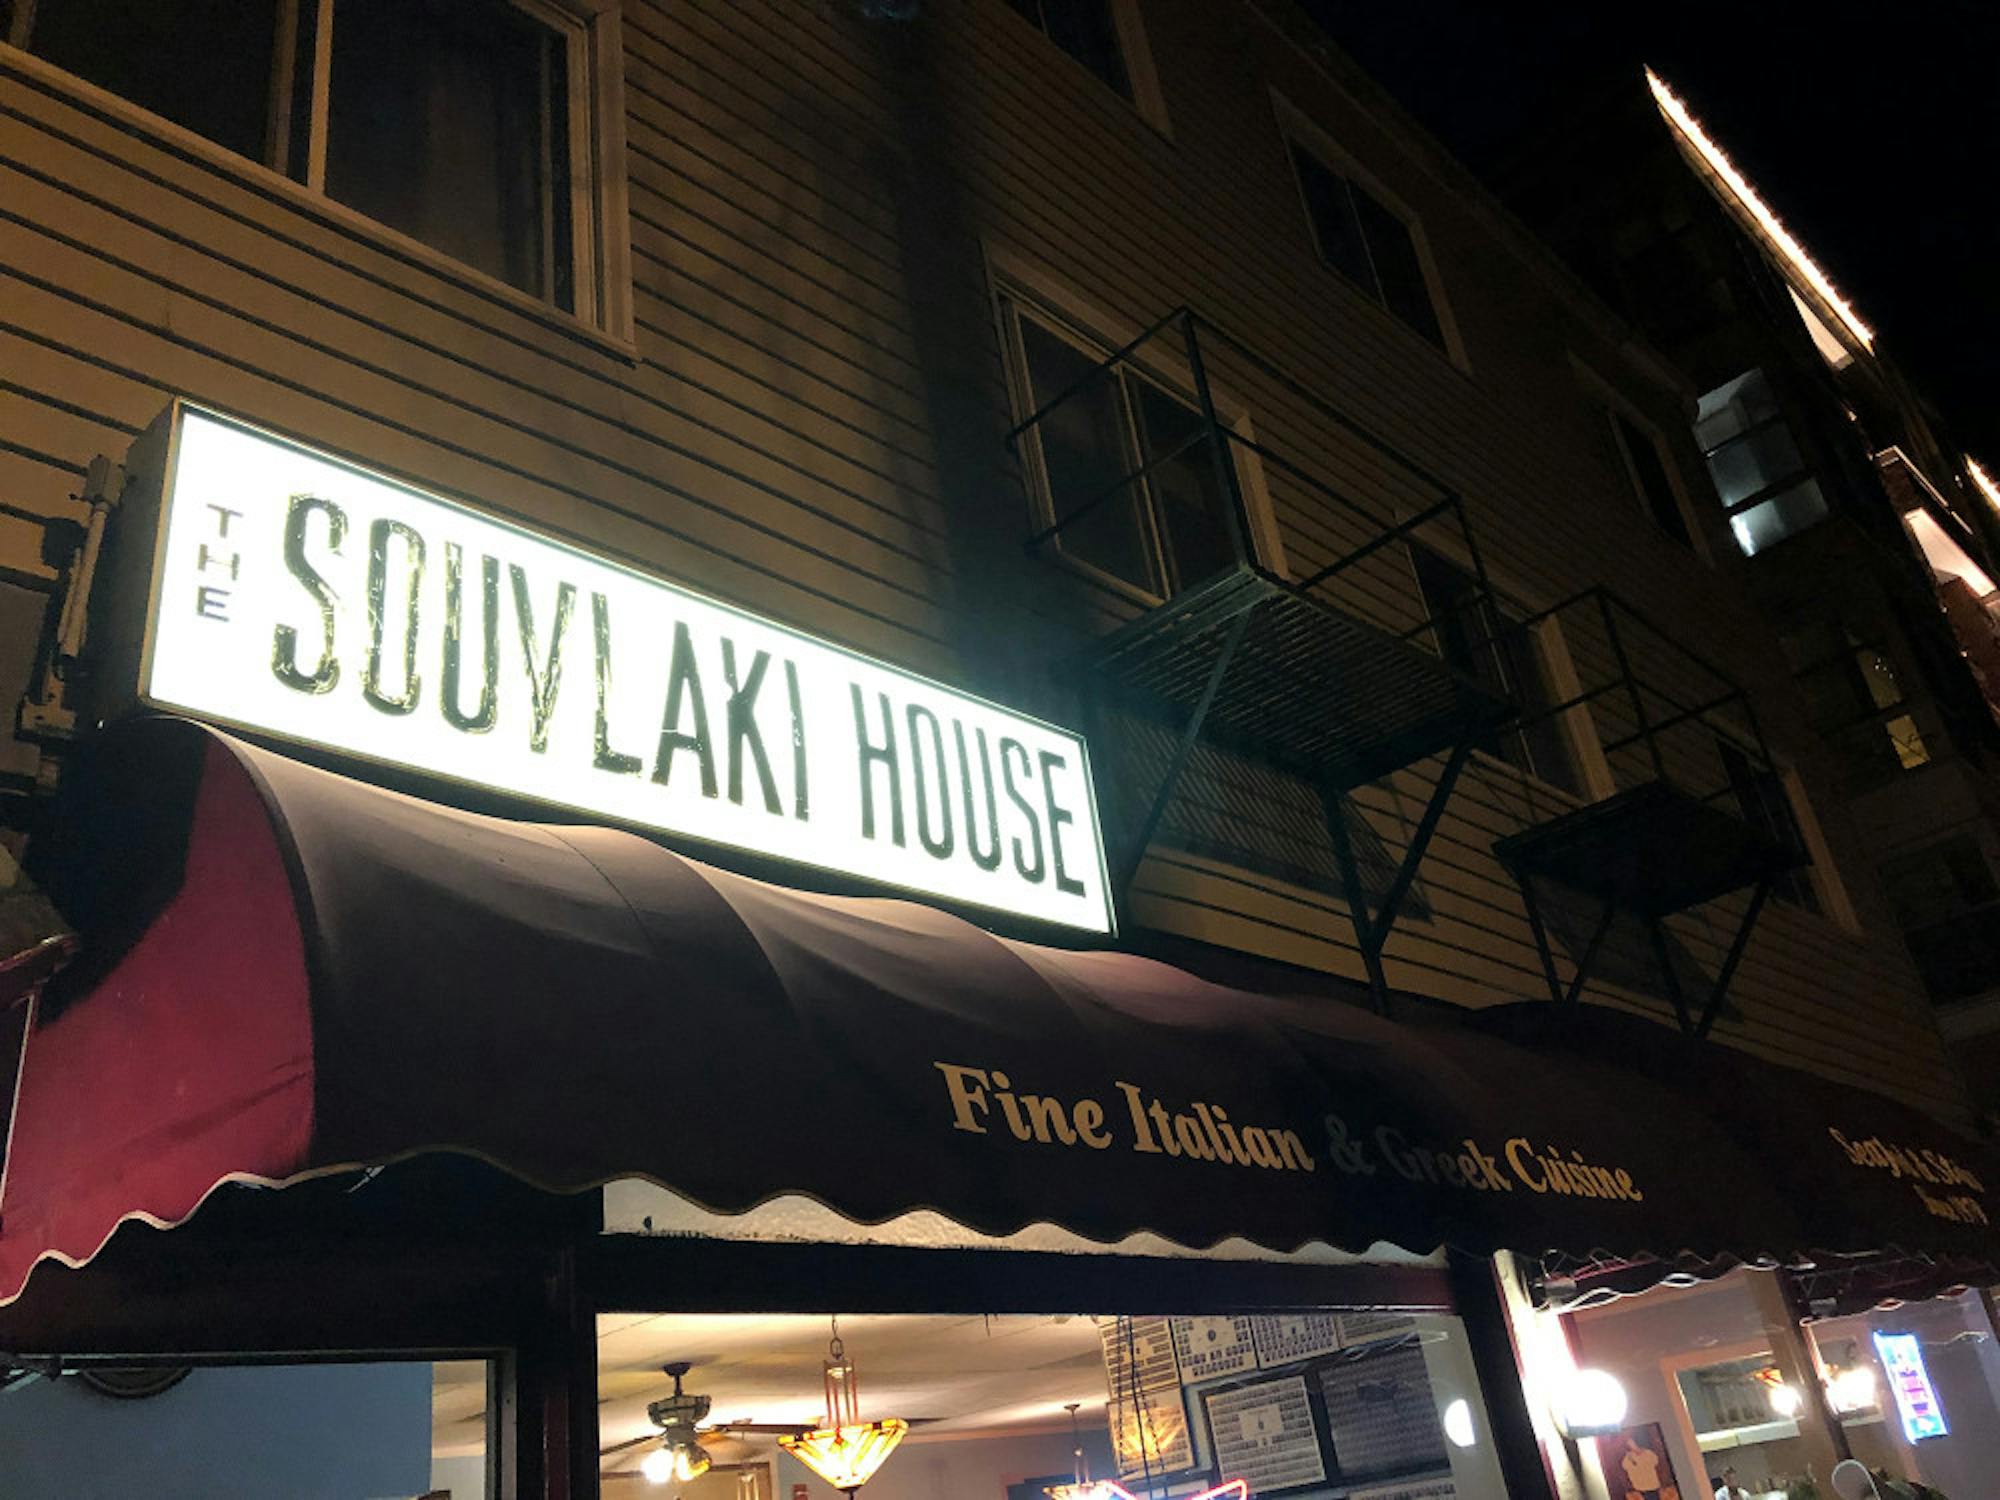 THE
SOUVLAKI HOUSE
Fine Italian & Greek Cuisine